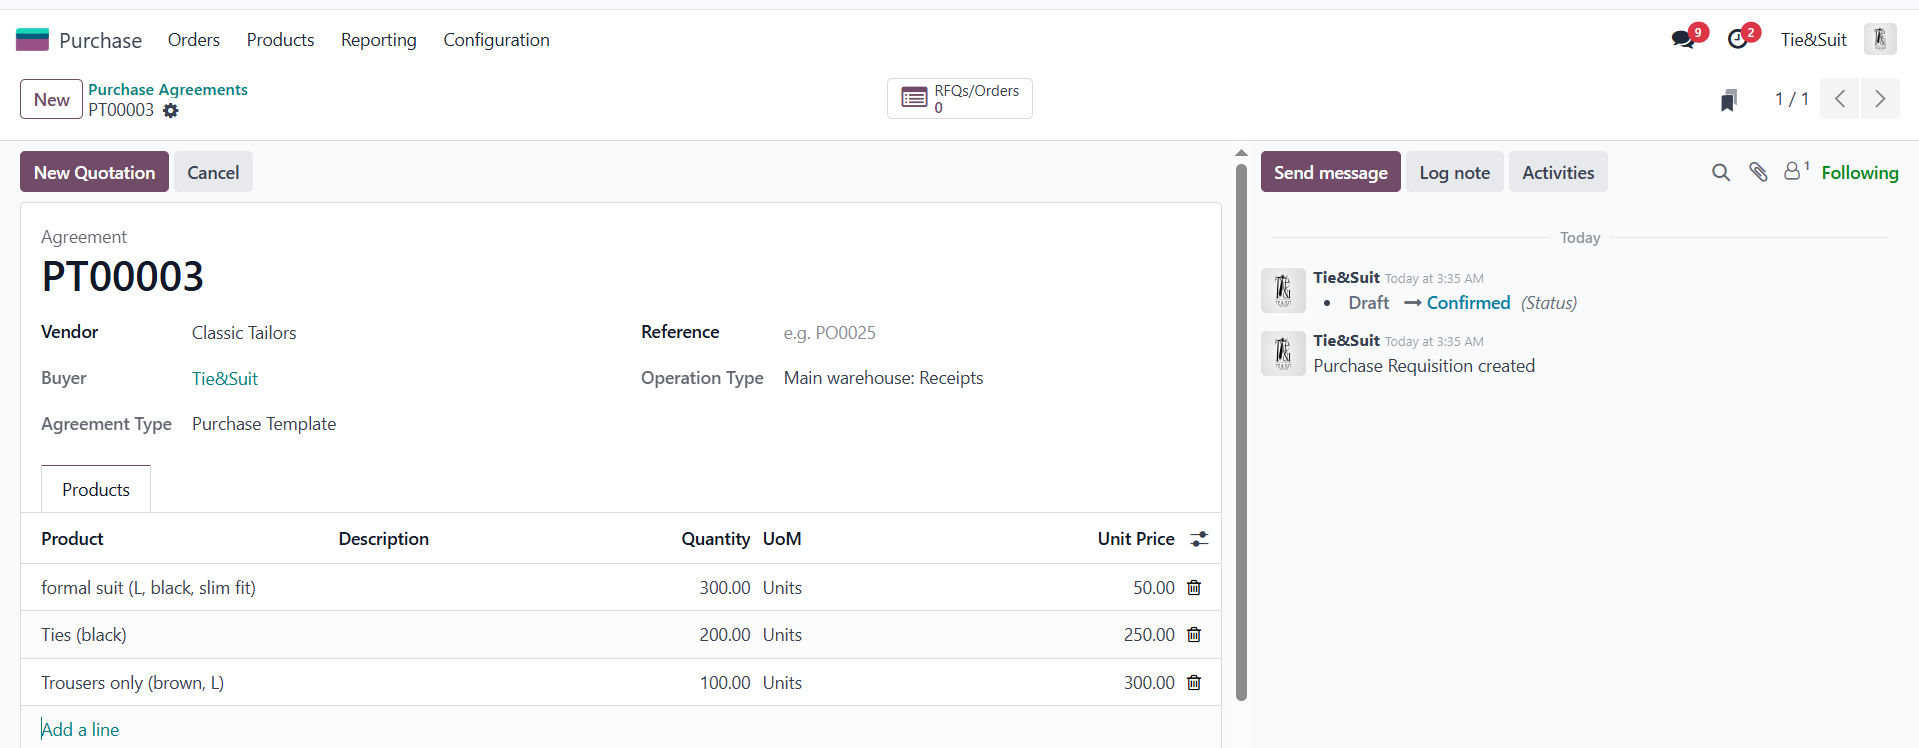 Purchase Orders Products Reporting Configuration 9 2 Tie&Suit
New Purchase Agreements PT00003 RFQs/Orders 0 1 / 1
New Quotation Cancel Send message Log note Activities 1 Following
Agreement
PT00003
Vendor Classic Tailors Reference e.g. PO0025
Buyer Tie&Suit Operation Type Main warehouse: Receipts
Agreement Type Purchase Template
Products
Product Description Quantity UoM Unit Price
formal suit (L, black, slim fit) 300.00 Units 50.00
Ties (black) 200.00 Units 250.00
Trousers only (brown, L) 100.00 Units 300.00
Add a line
Today
Tie&Suit Today at 3:35 AM
• Draft → Confirmed (Status)
Tie&Suit Today at 3:35 AM
Purchase Requisition created